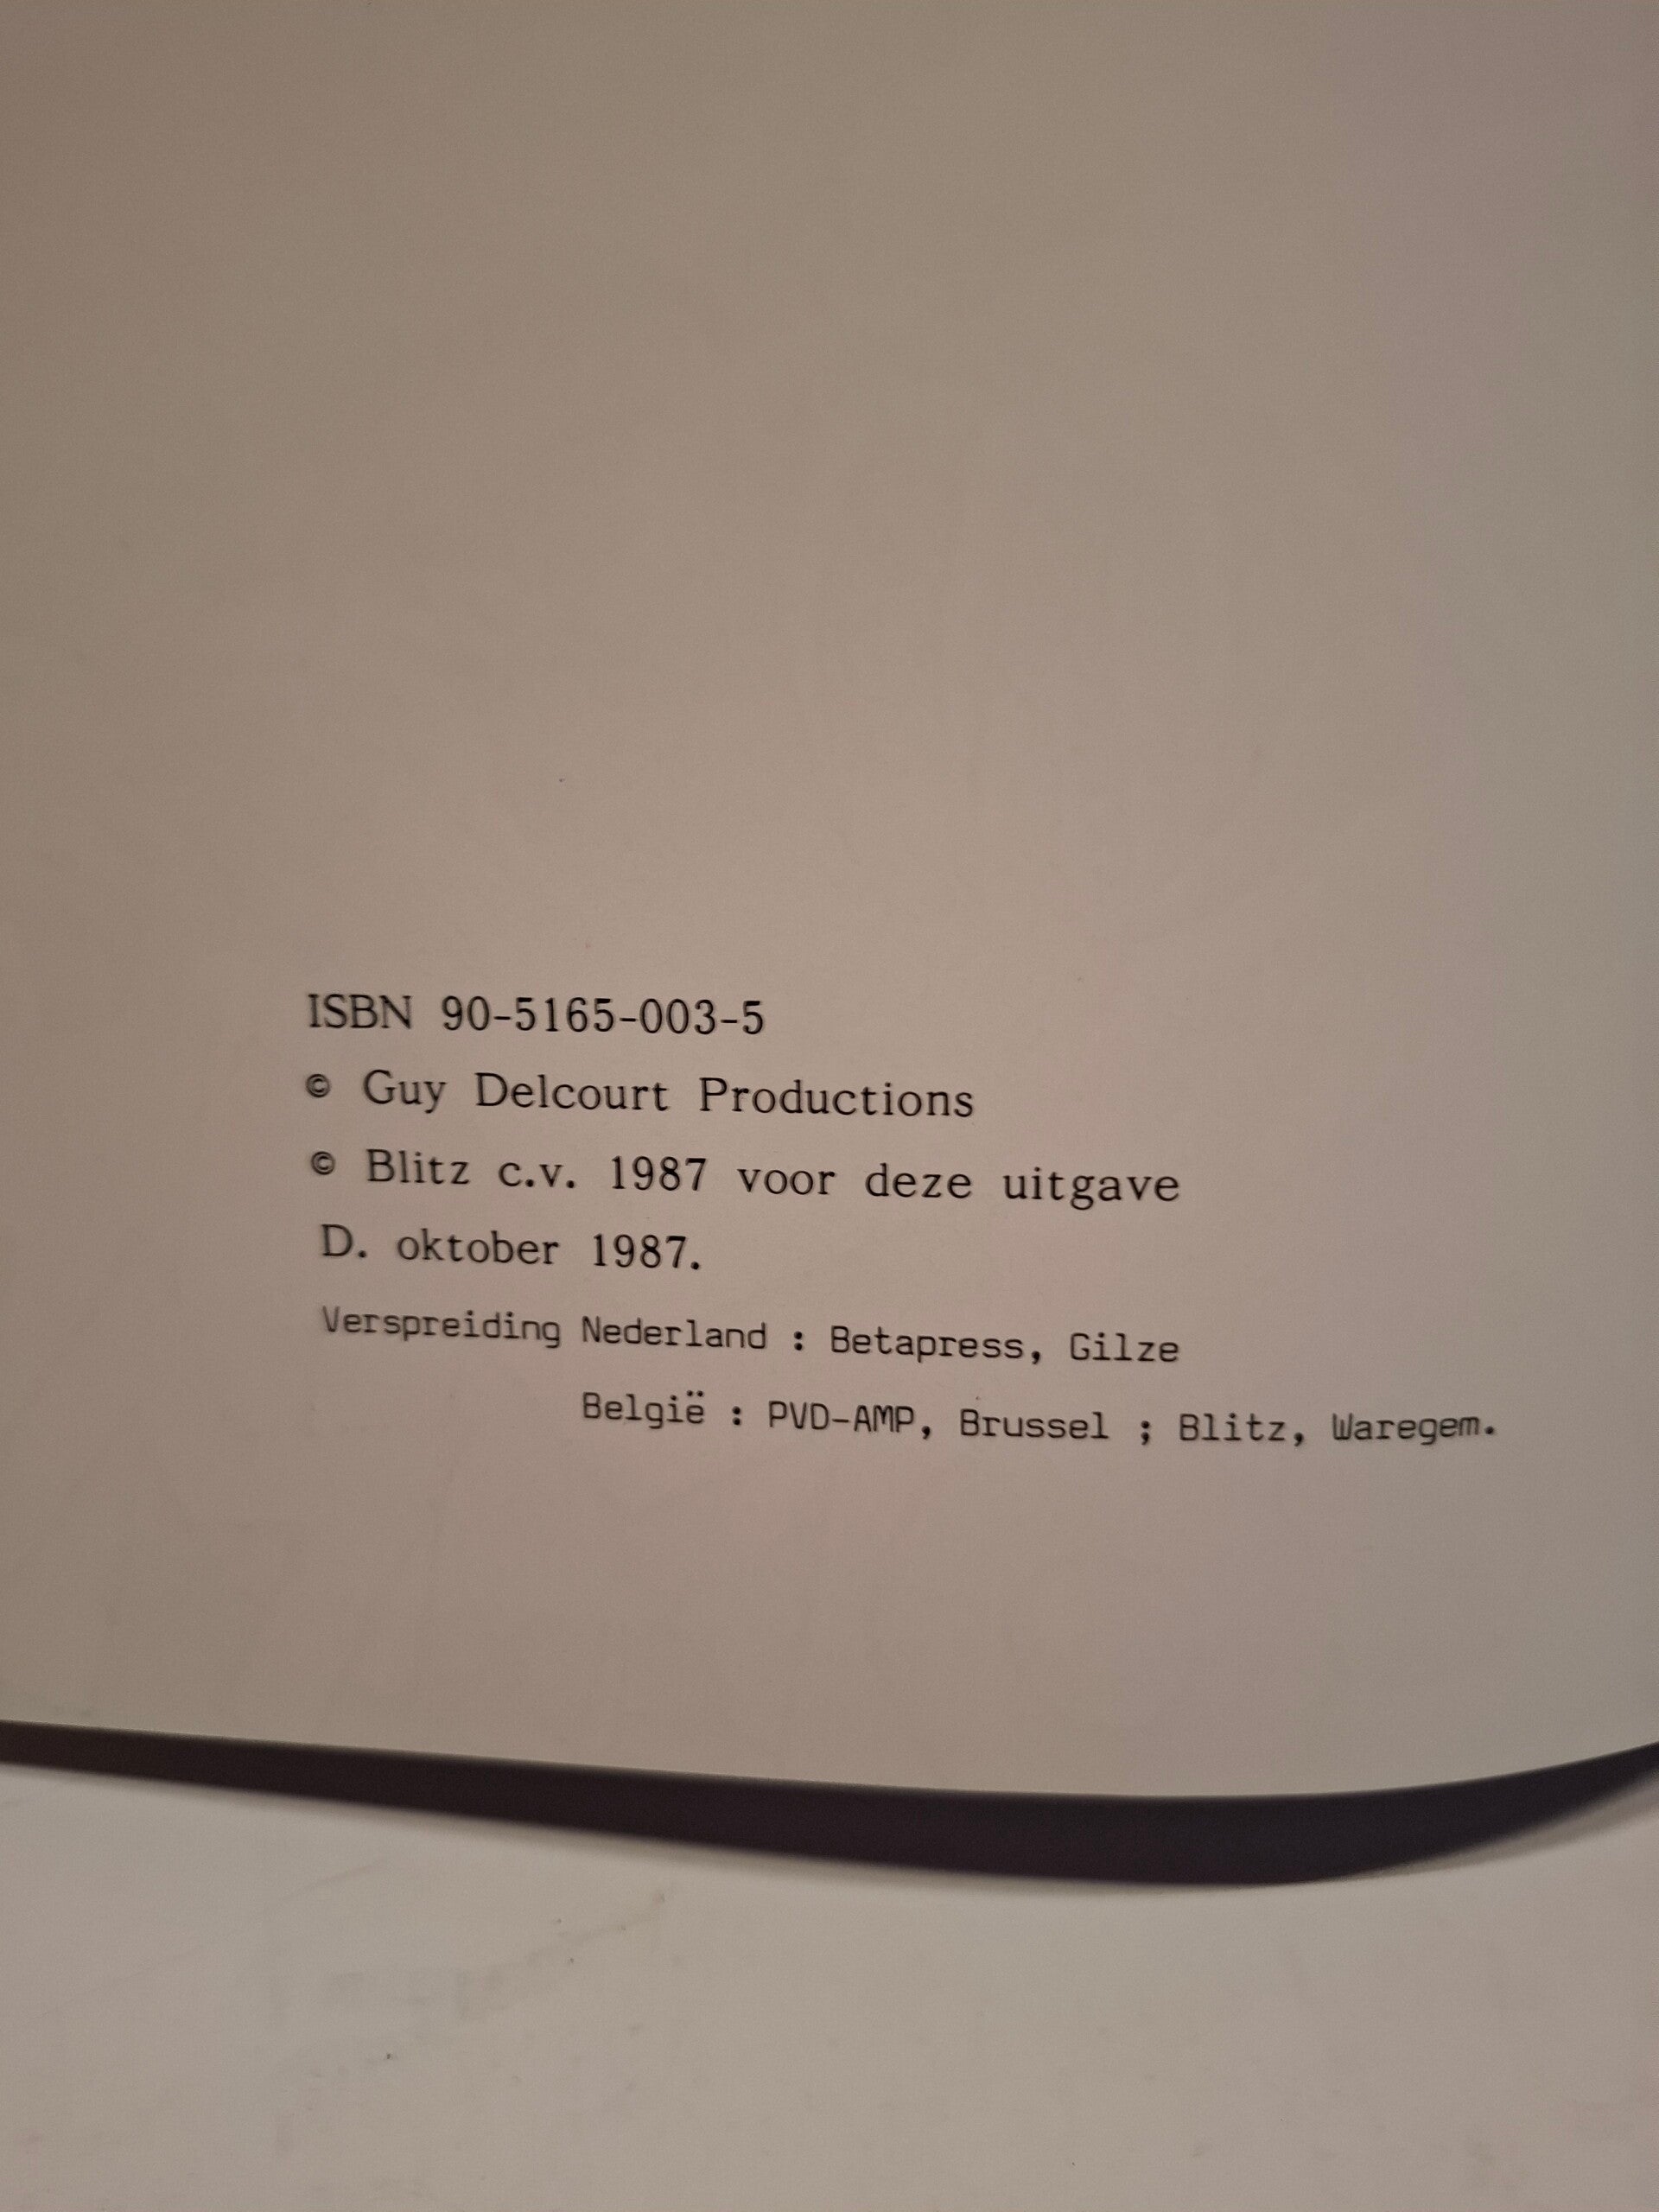 ISBN 90-5165-003-5
© Guy Delcourt Productions
© Blitz c.v. 1987 voor deze uitgave
D. oktober 1987.
Verspreiding Nederland : Betapress, Gilze
België : PVD-AMP, Brussel ; Blitz, Waregem.